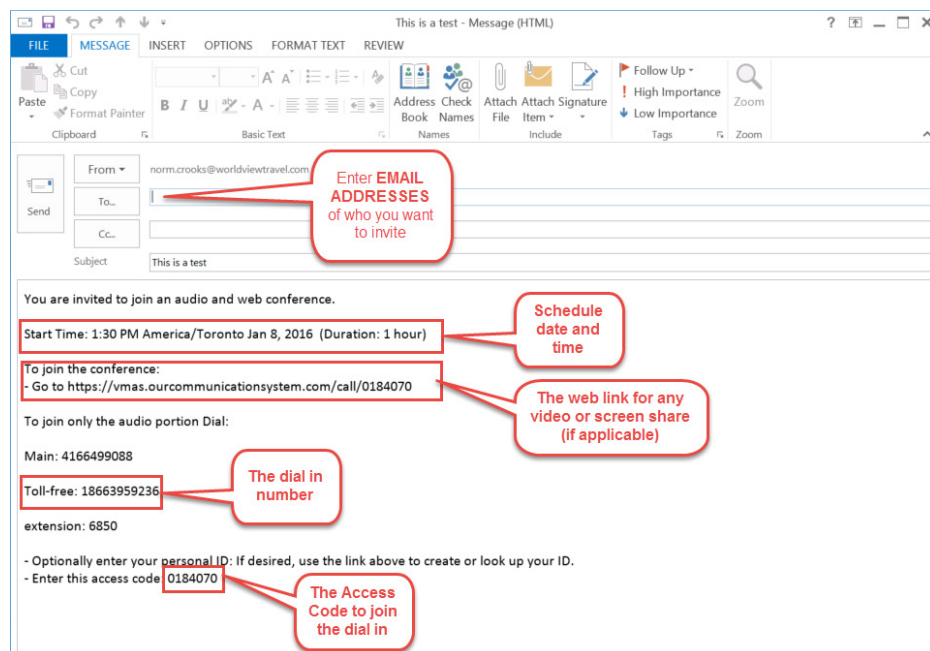 This is a test - Message (HTML)
FILE MESSAGE INSERT OPTIONS FORMAT TEXT REVIEW
Paste
Cut
Copy
Format Painter
Clipboard
B I U
Basic Text
Address Book
Check Names
Names
Attach File
Attach Item
Signature
Include
Follow Up
High Importance
Low Importance
Tags
Zoom
Zoom
Send
From
norm.crooks@worldviewtravel.com
To...
Cc...
Subject
This is a test
Enter EMAIL
ADDRESSES
of who you want
to invite
You are invited to join an audio and web conference.
Start Time: 1:30 PM America/Toronto Jan 8, 2016 (Duration: 1 hour)
Schedule
date and
time
To join the conference:
- Go to https://vmas.ourcommunicationsystem.com/call/0184070
The web link for any
video or screen share
(if applicable)
To join only the audio portion Dial:
Main: 4166499088
Toll-free: 18663959236
The dial in
number
extension: 6850
- Optionally enter your personal ID: If desired, use the link above to create or look up your ID.
- Enter this access code 0184070
The Access
Code to join
the dial in